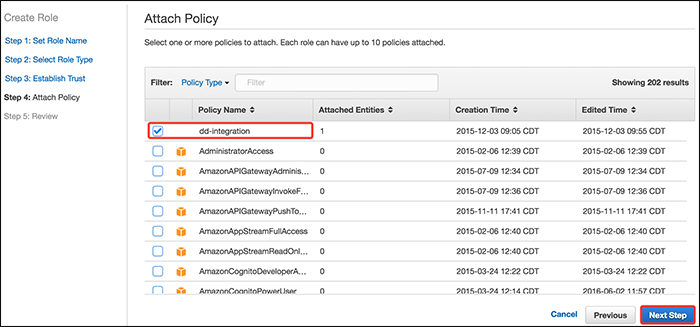 Create Role
Step 1: Set Role Name
Step 2: Select Role Type
Step 3: Establish Trust
Step 4: Attach Policy
Step 5: Review
Attach Policy
Select one or more policies to attach. Each role can have up to 10 policies attached.
Filter: Policy Type Filter Showing 202 results
Policy Name Attached Entities Creation Time Edited Time
dd-integration 1 2015-12-03 09:05 CDT 2015-12-03 09:55 CDT
AdministratorAccess 0 2015-02-06 12:39 CDT 2015-02-06 12:39 CDT
AmazonAPIGatewayAdminis... 0 2015-07-09 12:34 CDT 2015-07-09 12:34 CDT
AmazonAPIGatewayInvokeF... 0 2015-07-09 12:36 CDT 2015-07-09 12:36 CDT
AmazonAPIGatewayPushTo... 0 2015-11-11 17:41 CDT 2015-11-11 17:41 CDT
AmazonAppStreamFullAccess 0 2015-02-06 12:40 CDT 2015-02-06 12:40 CDT
AmazonAppStreamReadOnl... 0 2015-02-06 12:40 CDT 2015-02-06 12:40 CDT
AmazonCognitoDeveloperA... 0 2015-03-24 12:22 CDT 2015-03-24 12:22 CDT
AmazonCognitoPowerUser 0 2015-03-24 12:14 CDT 2016-06-02 11:57 CDT
Cancel Previous Next Step